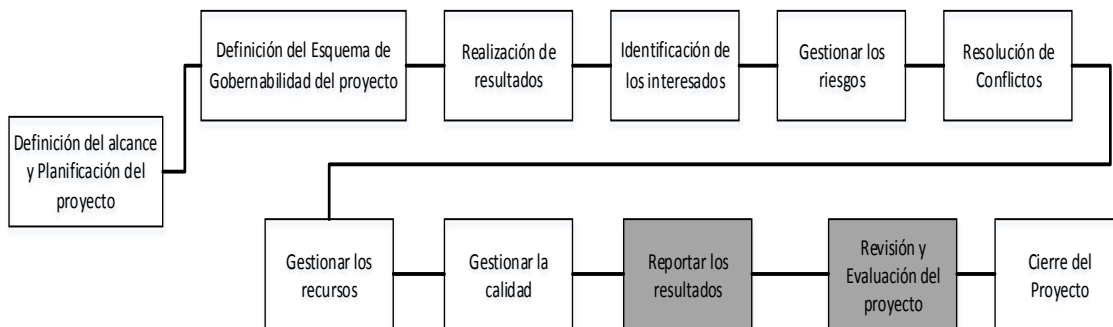 Definición del alcance
y Planificación del
proyecto
Definición del Esquema de
Gobernabilidad del proyecto
Realización de
resultados
Identificación de
los interesados
Gestionar los
riesgos
Resolución de
Conflictos
Gestionar los
recursos
Gestionar la
calidad
Reportar los
resultados
Revisión y
Evaluación del
proyecto
Cierre del
Proyecto